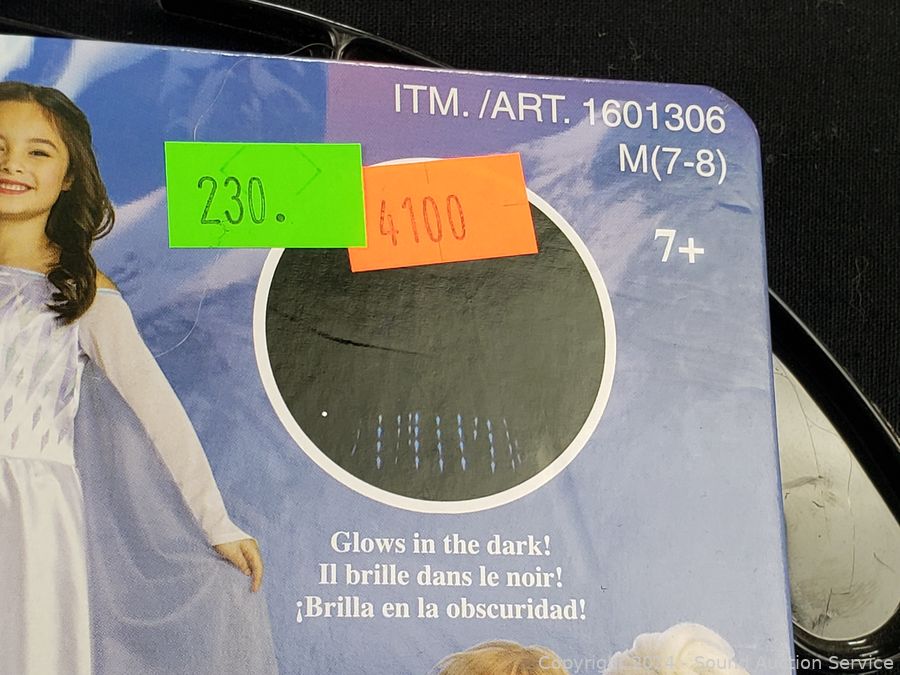 ITM. /ART. 1601306
M(7-8)
7+
230.
4100
Glows in the dark!
Il brille dans le noir!
¡Brilla en la obscuridad!
Copyright 2024 - Sound Auction Service